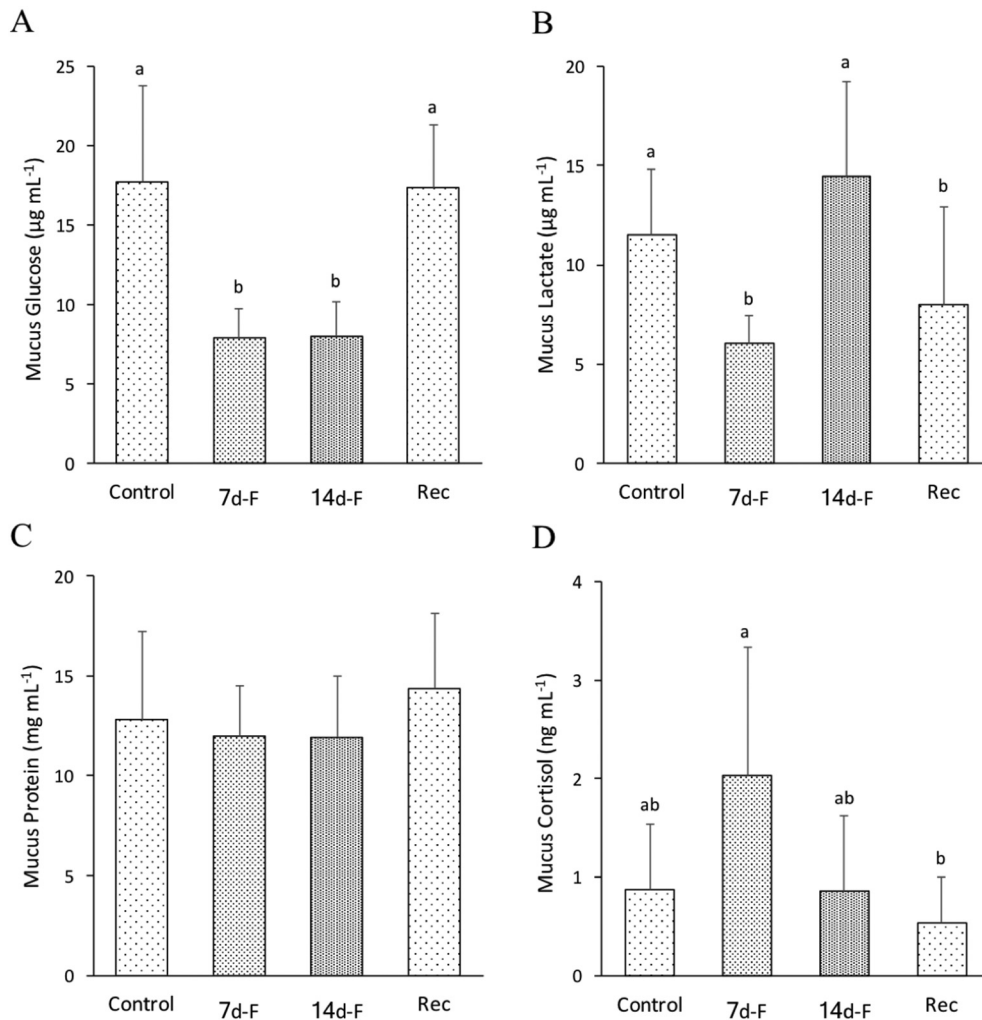 A
Mucus Glucose (µg mL⁻¹)
25
20
15
10
5
0
a
b
b
a
Control 7d-F 14d-F Rec
B
Mucus Lactate (µg mL⁻¹)
20
15
10
5
0
a
b
a
b
Control 7d-F 14d-F Rec
C
Mucus Protein (mg mL⁻¹)
20
15
10
5
0
Control 7d-F 14d-F Rec
D
Mucus Cortisol (ng mL⁻¹)
4
3
2
1
0
ab
a
ab
b
Control 7d-F 14d-F Rec